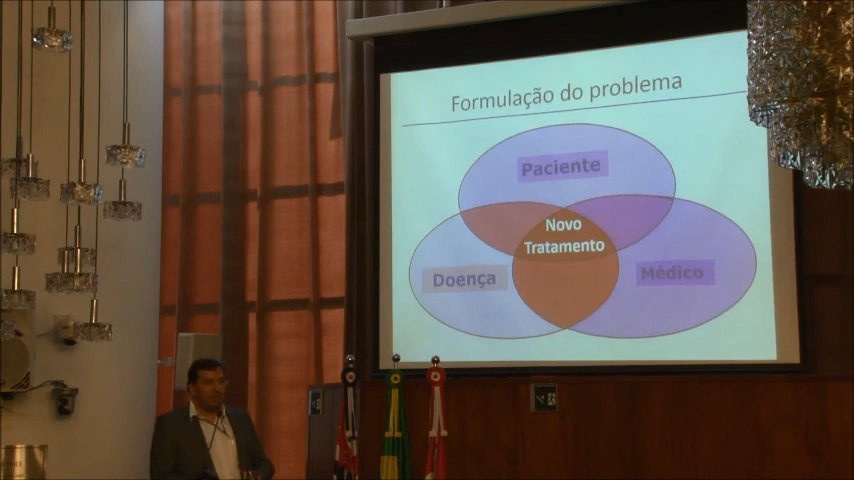 Formulação do problema
Paciente
Novo
Tratamento
Doença
Médico